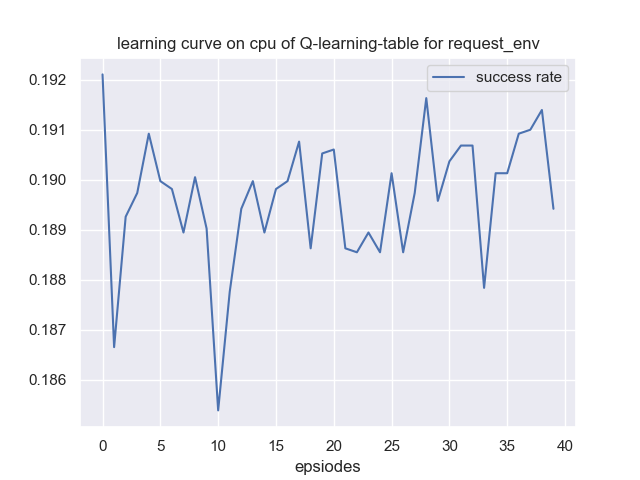 learning curve on cpu of Q-learning-table for request_env
success rate
0.192
0.191
0.190
0.189
0.188
0.187
0.186
0 5 10 15 20 25 30 35 40
epsiodes